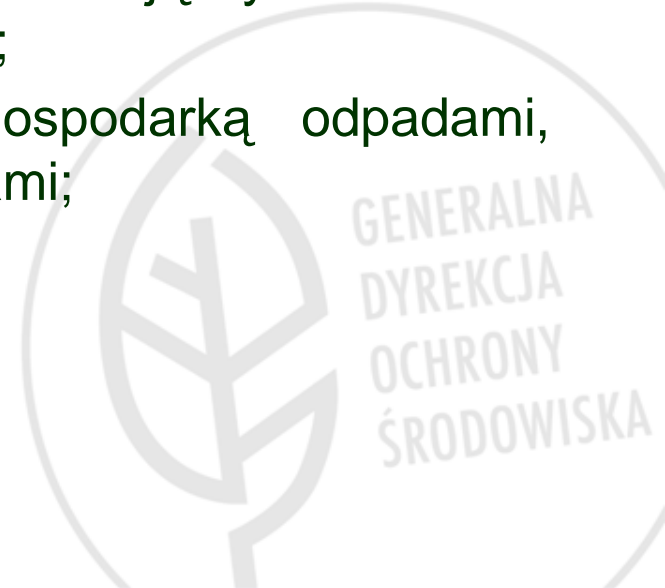 ;
ospodarką odpadami,
mi;
GENERALNA
DYREKCJA
OCHRONY
ŚRODOWISKA